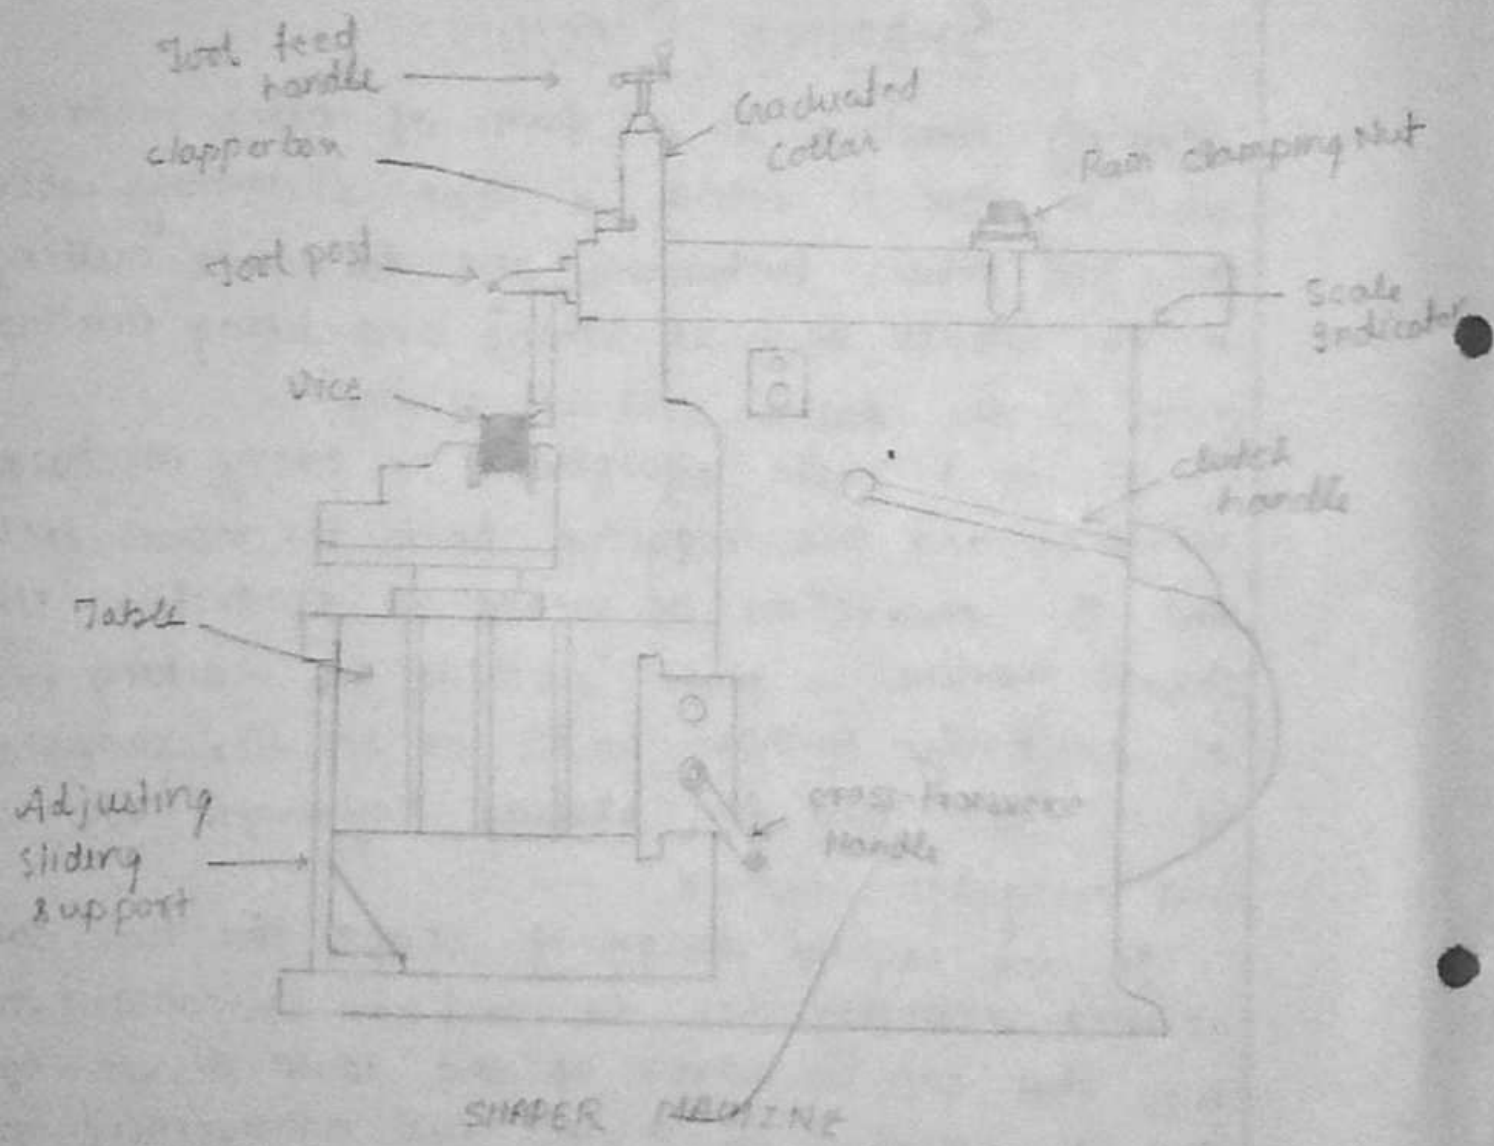 Tool feed
handle
Graduated
Collar
clapperbox
Ram clamping Nut
Tool post
Scale
Indicator
Vice
clutch
handle
Table
Adjusting
sliding
support
cross-traverse
Handle
SHAPER MACHINE